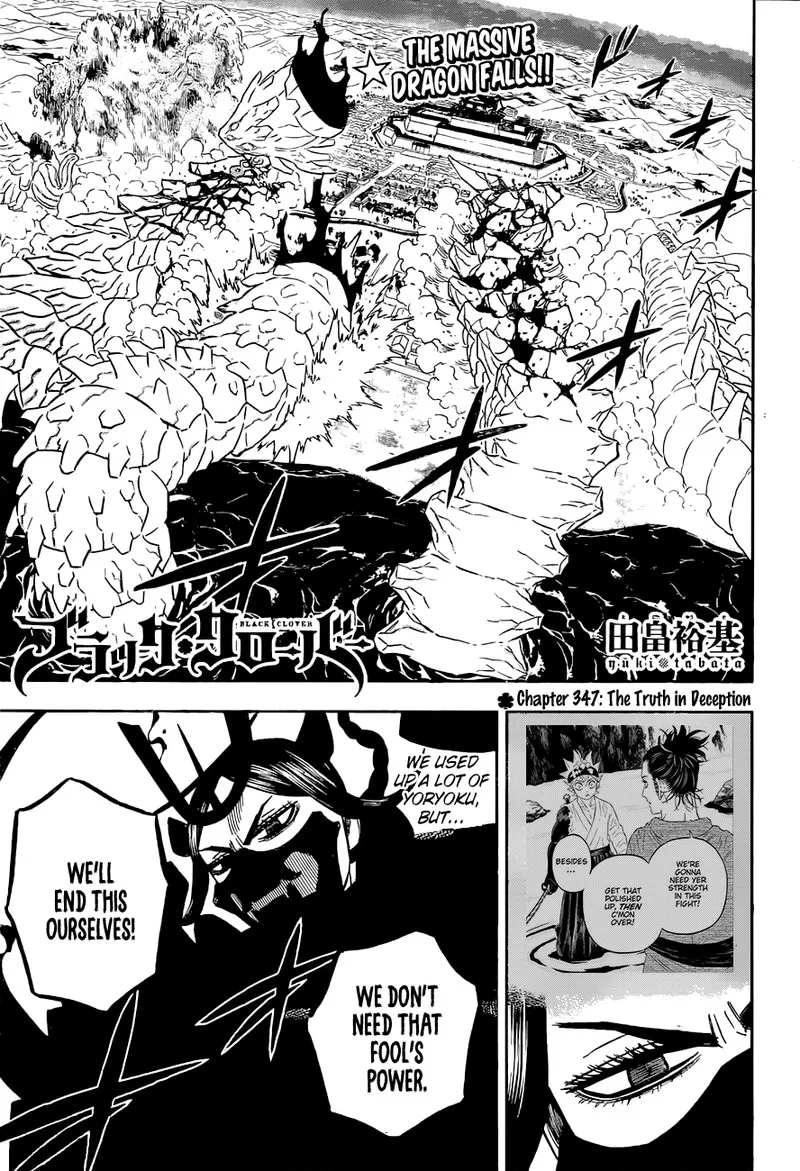 THE MASSIVE
DRAGON FALLS!!
BLACK CLOVER
ブラック・クローバー
田畠裕基
yūki tabata
Chapter 347: The Truth in Deception
BESIDES
...
WE'RE
GONNA
NEED YER
STRENGTH
IN THIS
FIGHT!
GET THAT
POLISHED
UP, THEN
C'MON
OVER!
WE USED
UP A LOT OF
YORYOKU,
BUT...
WE DON'T
NEED THAT
FOOL'S
POWER.
WE'LL
END THIS
OURSELVES!